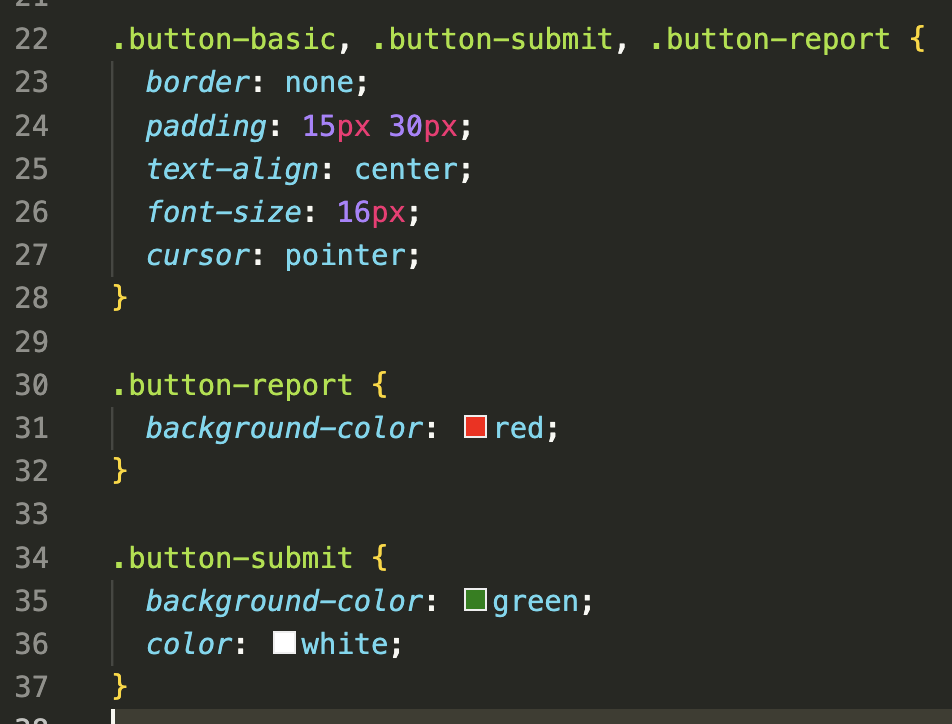 21
22 .button-basic, .button-submit, .button-report {
23 border: none;
24 padding: 15px 30px;
25 text-align: center;
26 font-size: 16px;
27 cursor: pointer;
28 }
29
30 .button-report {
31 background-color: red;
32 }
33
34 .button-submit {
35 background-color: green;
36 color: white;
37 }
38